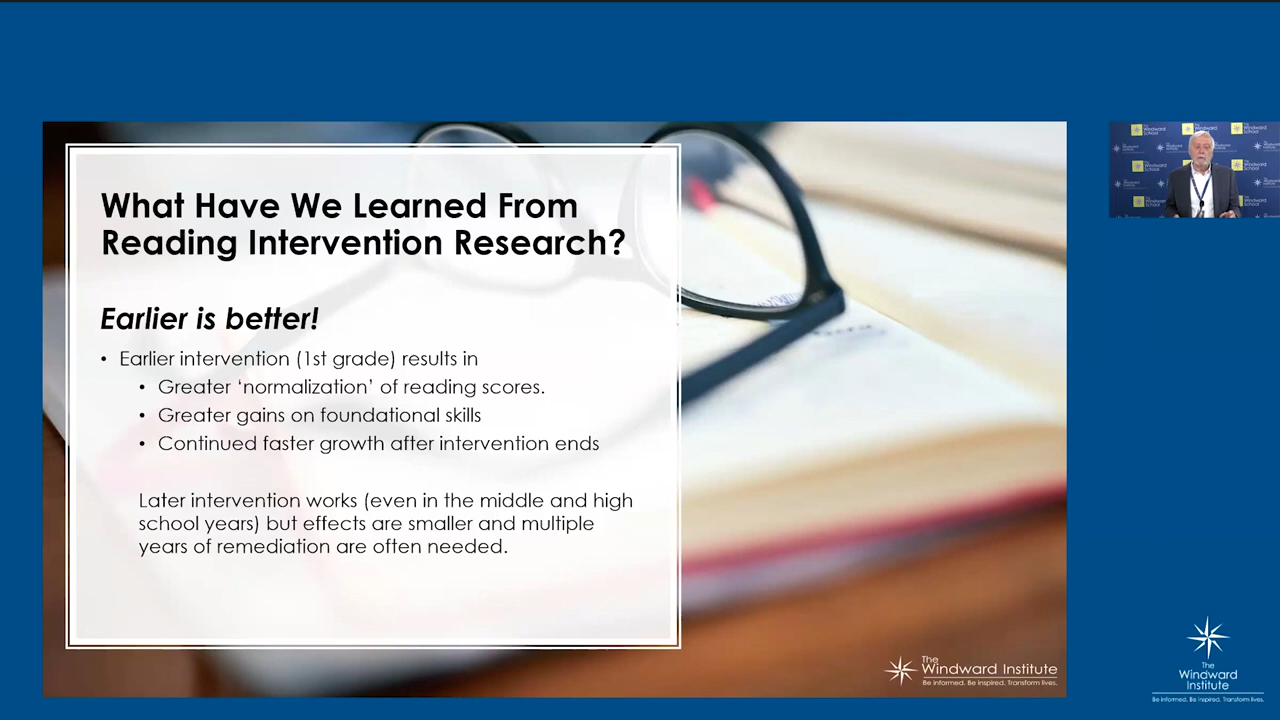 What Have We Learned From
Reading Intervention Research?
Earlier is better!
• Earlier intervention (1st grade) results in
• Greater ‘normalization’ of reading scores.
• Greater gains on foundational skills
• Continued faster growth after intervention ends
Later intervention works (even in the middle and high
school years) but effects are smaller and multiple
years of remediation are often needed.
The
Windward Institute
Be informed. Be inspired. Transform lives.
The
Windward
Institute
Be informed. Be inspired. Transform lives.